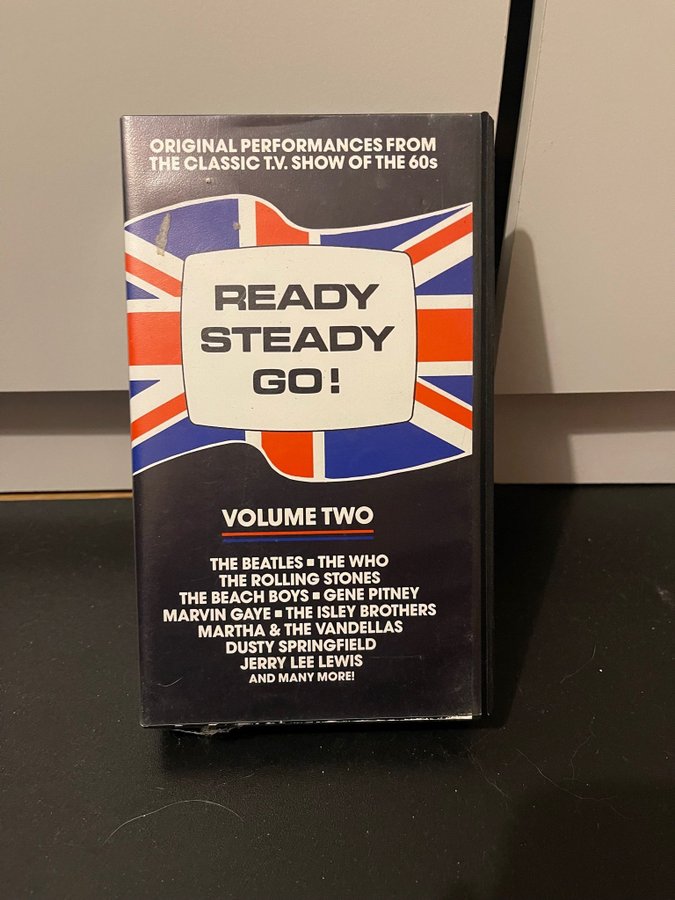 ORIGINAL PERFORMANCES FROM
THE CLASSIC T.V. SHOW OF THE 60s
READY
STEADY
GO!
VOLUME TWO
THE BEATLES ▪ THE WHO
THE ROLLING STONES
THE BEACH BOYS ▪ GENE PITNEY
MARVIN GAYE ▪ THE ISLEY BROTHERS
MARTHA & THE VANDELLAS
DUSTY SPRINGFIELD
JERRY LEE LEWIS
AND MANY MORE!